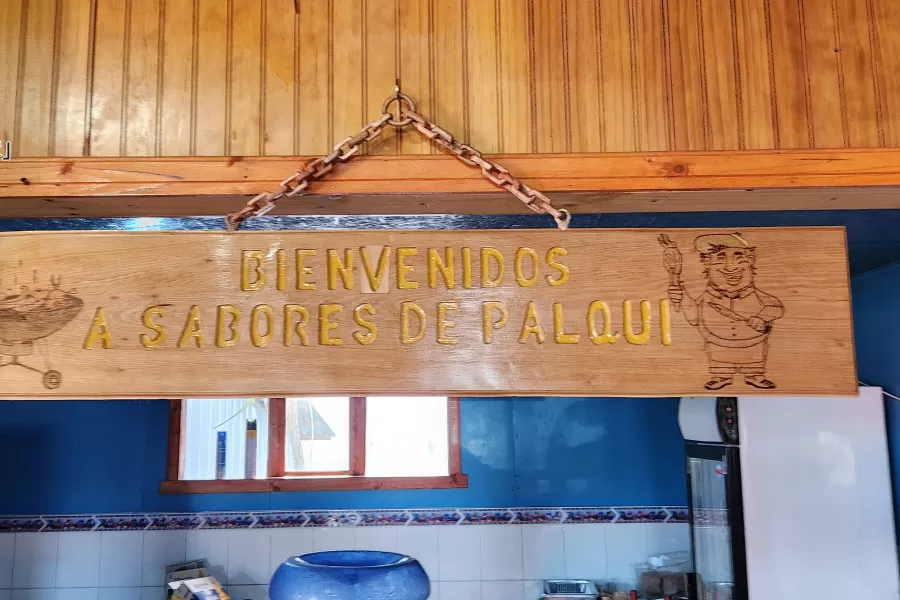 BIENVENIDOS
A SABORES DE PALQUI